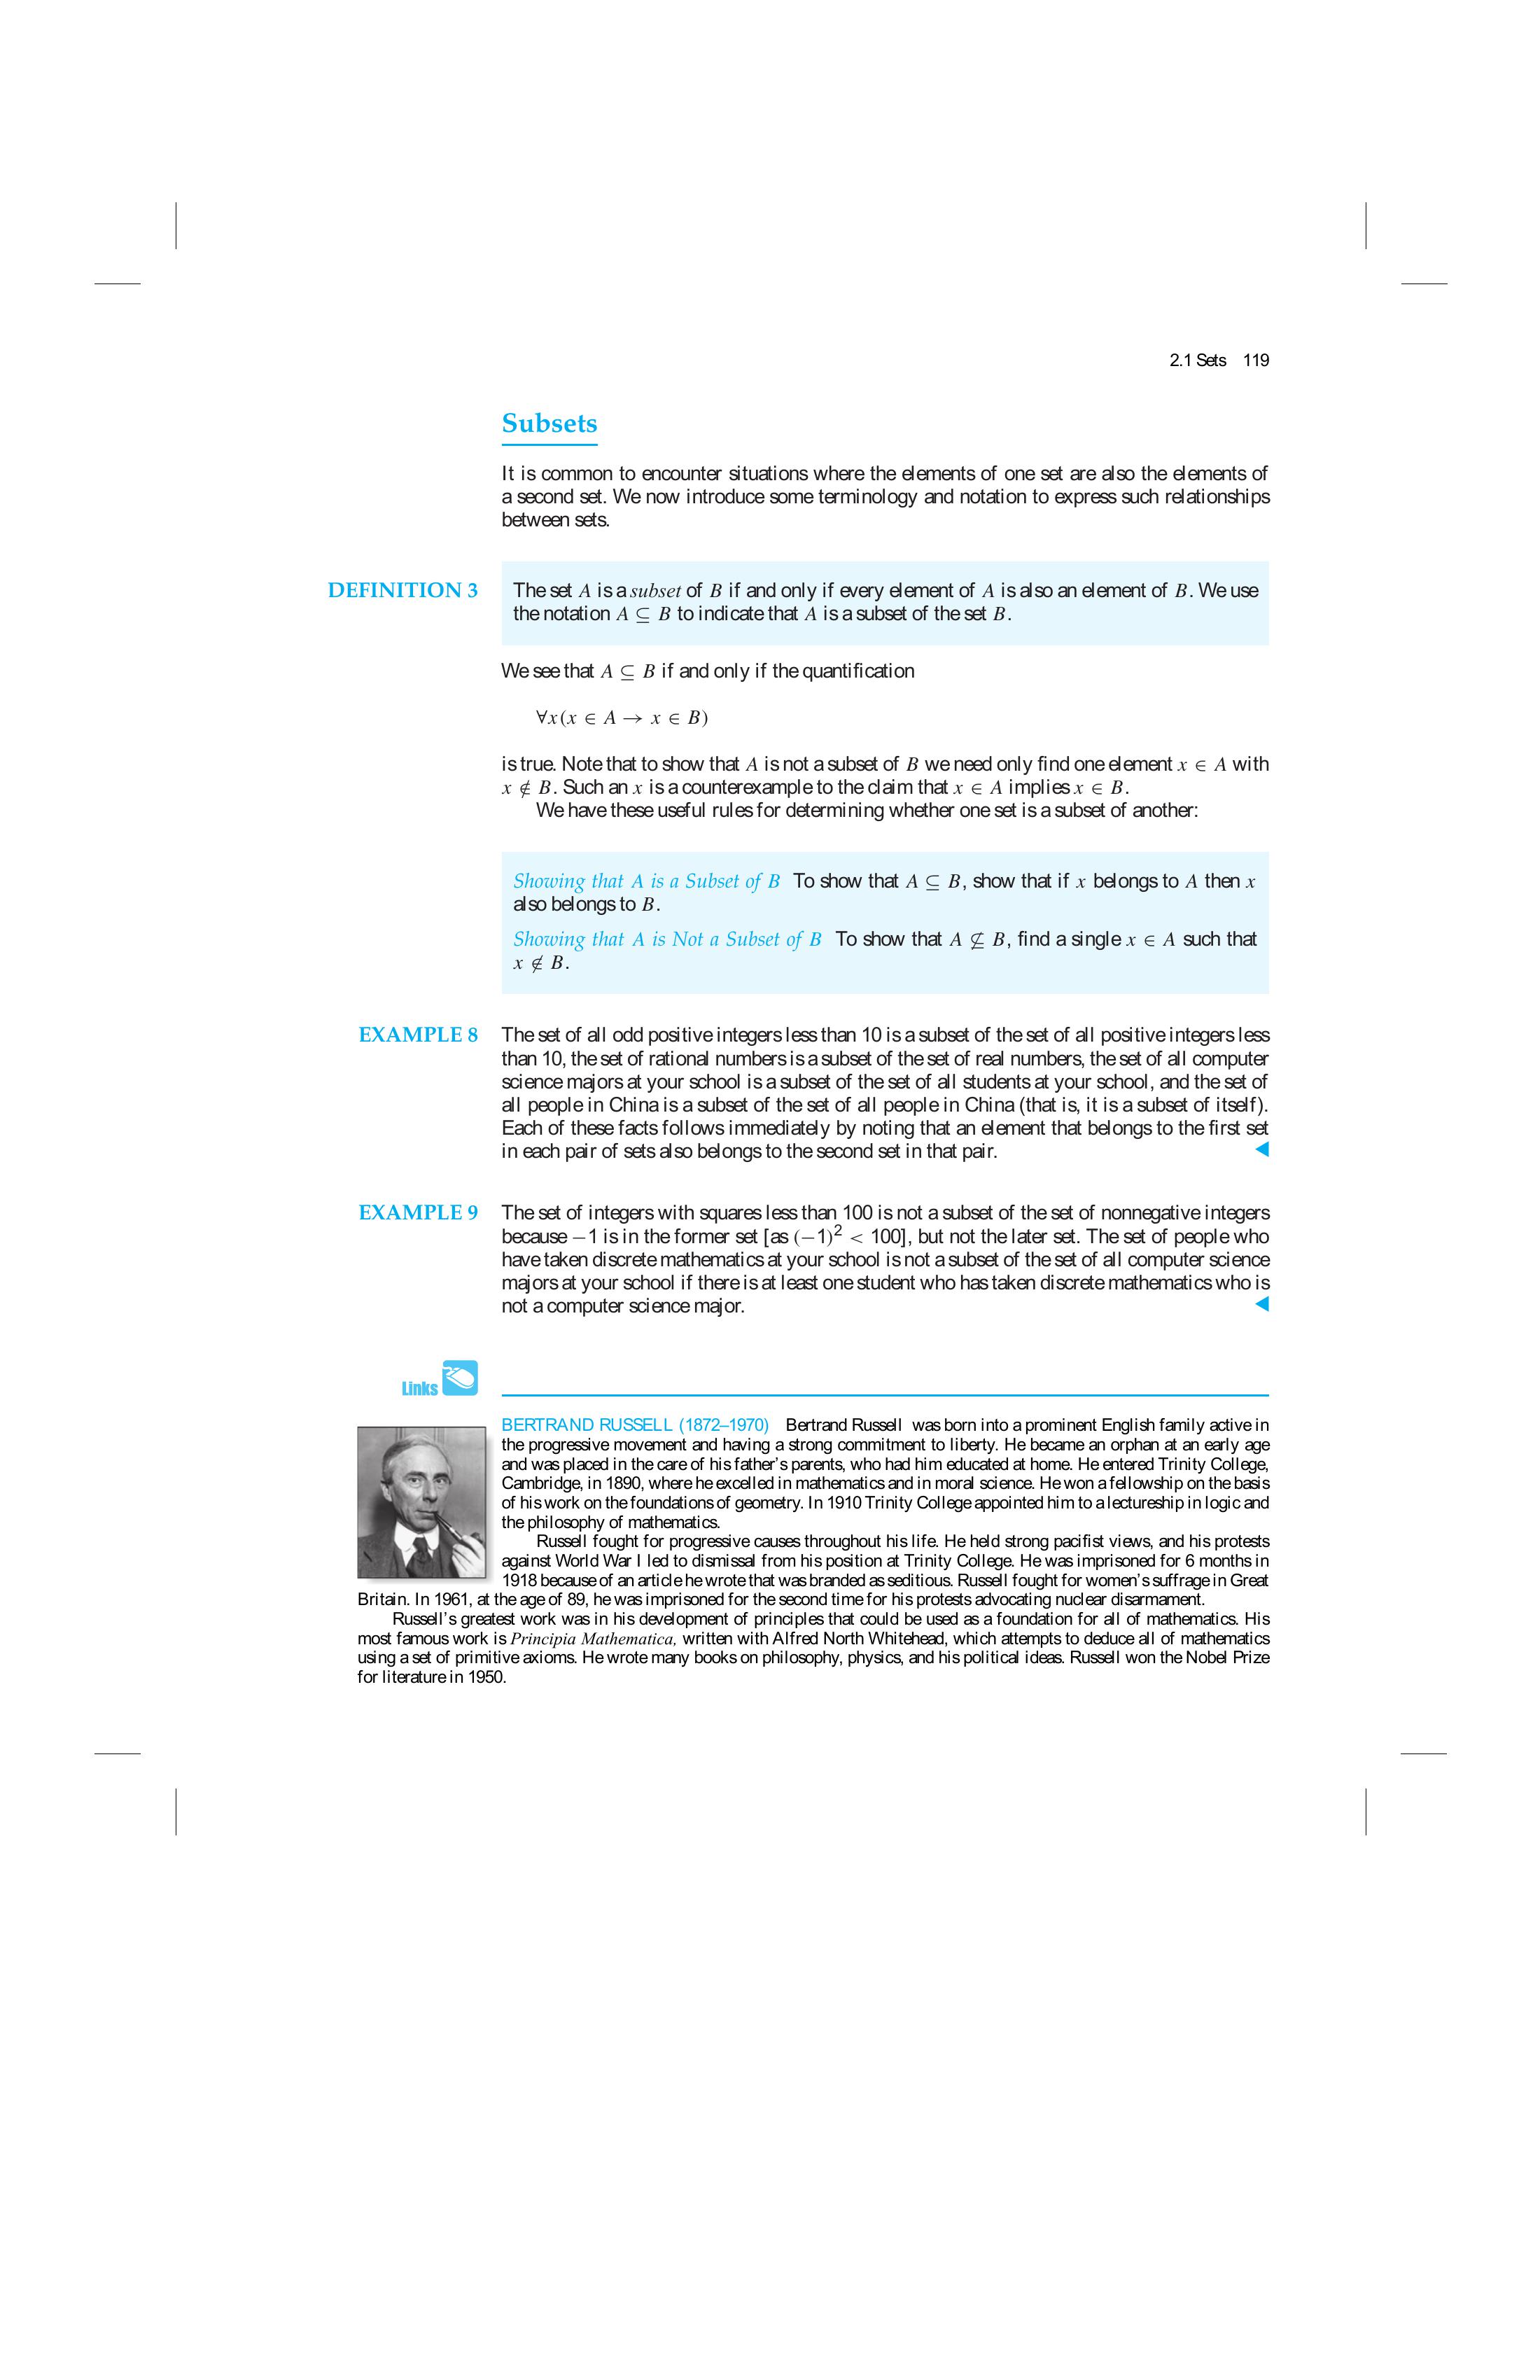 2.1 Sets 119
Subsets
It is common to encounter situations where the elements of one set are also the elements of
a second set. We now introduce some terminology and notation to express such relationships
between sets.
DEFINITION 3
The set A is a subset of B if and only if every element of A is also an element of B. We use
the notation A ⊆ B to indicate that A is a subset of the set B.
We see that A ⊆ B if and only if the quantification
∀x(x ∈ A → x ∈ B)
is true. Note that to show that A is not a subset of B we need only find one element x ∈ A with
x ∉ B. Such an x is a counterexample to the claim that x ∈ A implies x ∈ B.
We have these useful rules for determining whether one set is a subset of another:
Showing that A is a Subset of B To show that A ⊆ B, show that if x belongs to A then x
also belongs to B.
Showing that A is Not a Subset of B To show that A ⊈ B, find a single x ∈ A such that
x ∉ B.
EXAMPLE 8
The set of all odd positive integers less than 10 is a subset of the set of all positive integers less
than 10, the set of rational numbers is a subset of the set of real numbers, the set of all computer
science majors at your school is a subset of the set of all students at your school, and the set of
all people in China is a subset of the set of all people in China (that is, it is a subset of itself).
Each of these facts follows immediately by noting that an element that belongs to the first set
in each pair of sets also belongs to the second set in that pair.
EXAMPLE 9
The set of integers with squares less than 100 is not a subset of the set of nonnegative integers
because −1 is in the former set [as (−1)² < 100], but not the later set. The set of people who
have taken discrete mathematics at your school is not a subset of the set of all computer science
majors at your school if there is at least one student who has taken discrete mathematics who is
not a computer science major.
Links
BERTRAND RUSSELL (1872–1970) Bertrand Russell was born into a prominent English family active in
the progressive movement and having a strong commitment to liberty. He became an orphan at an early age
and was placed in the care of his father's parents, who had him educated at home. He entered Trinity College,
Cambridge, in 1890, where he excelled in mathematics and in moral science. He won a fellowship on the basis
of his work on the foundations of geometry. In 1910 Trinity College appointed him to a lectureship in logic and
the philosophy of mathematics.
Russell fought for progressive causes throughout his life. He held strong pacifist views, and his protests
against World War I led to dismissal from his position at Trinity College. He was imprisoned for 6 months in
1918 because of an article he wrote that was branded as seditious. Russell fought for women's suffrage in Great
Britain. In 1961, at the age of 89, he was imprisoned for the second time for his protests advocating nuclear disarmament.
Russell's greatest work was in his development of principles that could be used as a foundation for all of mathematics. His
most famous work is Principia Mathematica, written with Alfred North Whitehead, which attempts to deduce all of mathematics
using a set of primitive axioms. He wrote many books on philosophy, physics, and his political ideas. Russell won the Nobel Prize
for literature in 1950.